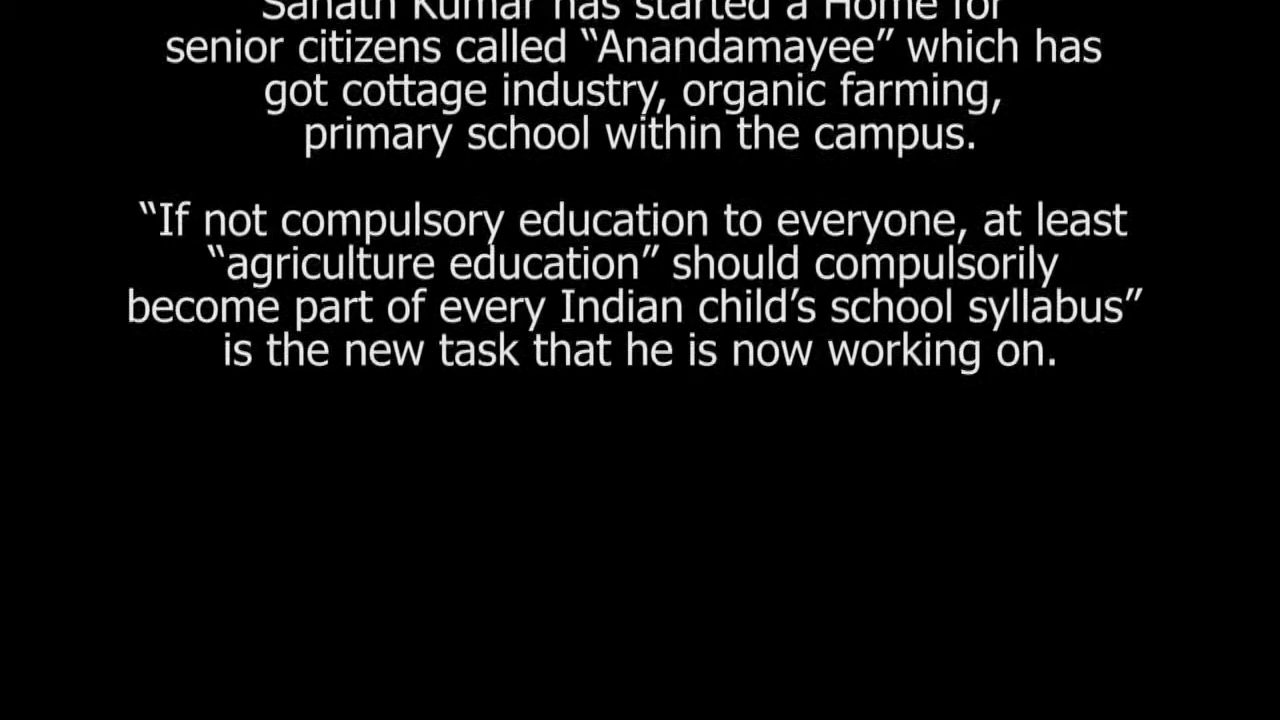 Sanath Kumar has started a Home for
senior citizens called “Anandamayee” which has
got cottage industry, organic farming,
primary school within the campus.
“If not compulsory education to everyone, at least
“agriculture education” should compulsorily
become part of every Indian child’s school syllabus”
is the new task that he is now working on.